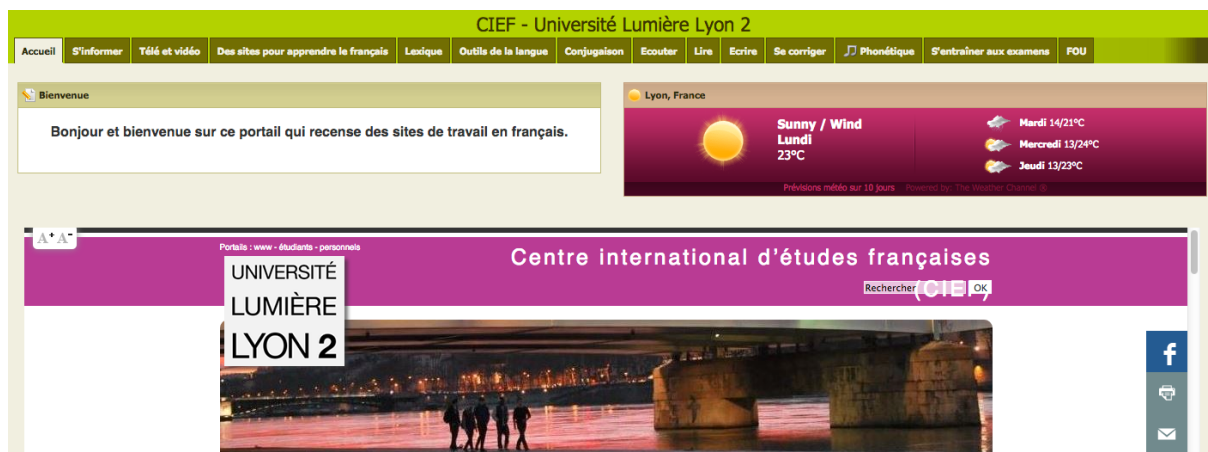 CIEF - Université Lumière Lyon 2
Accueil S'informer Télé et vidéo Des sites pour apprendre le français Lexique Outils de la langue Conjugaison Ecouter Lire Ecrire Se corriger Phonétique S'entraîner aux examens FOU
Bienvenue
Bonjour et bienvenue sur ce portail qui recense des sites de travail en français.
Lyon, France
Sunny / Wind
Lundi
23°C
Mardi 14/21°C
Mercredi 13/24°C
Jeudi 13/23°C
Prévisions météo sur 10 jours Powered by: The Weather Channel ®
A+ A-
Portails : www - étudiants - personnels
UNIVERSITÉ
LUMIÈRE
LYON 2
Centre international d'études françaises
(CIEF)
Rechercher OK
f